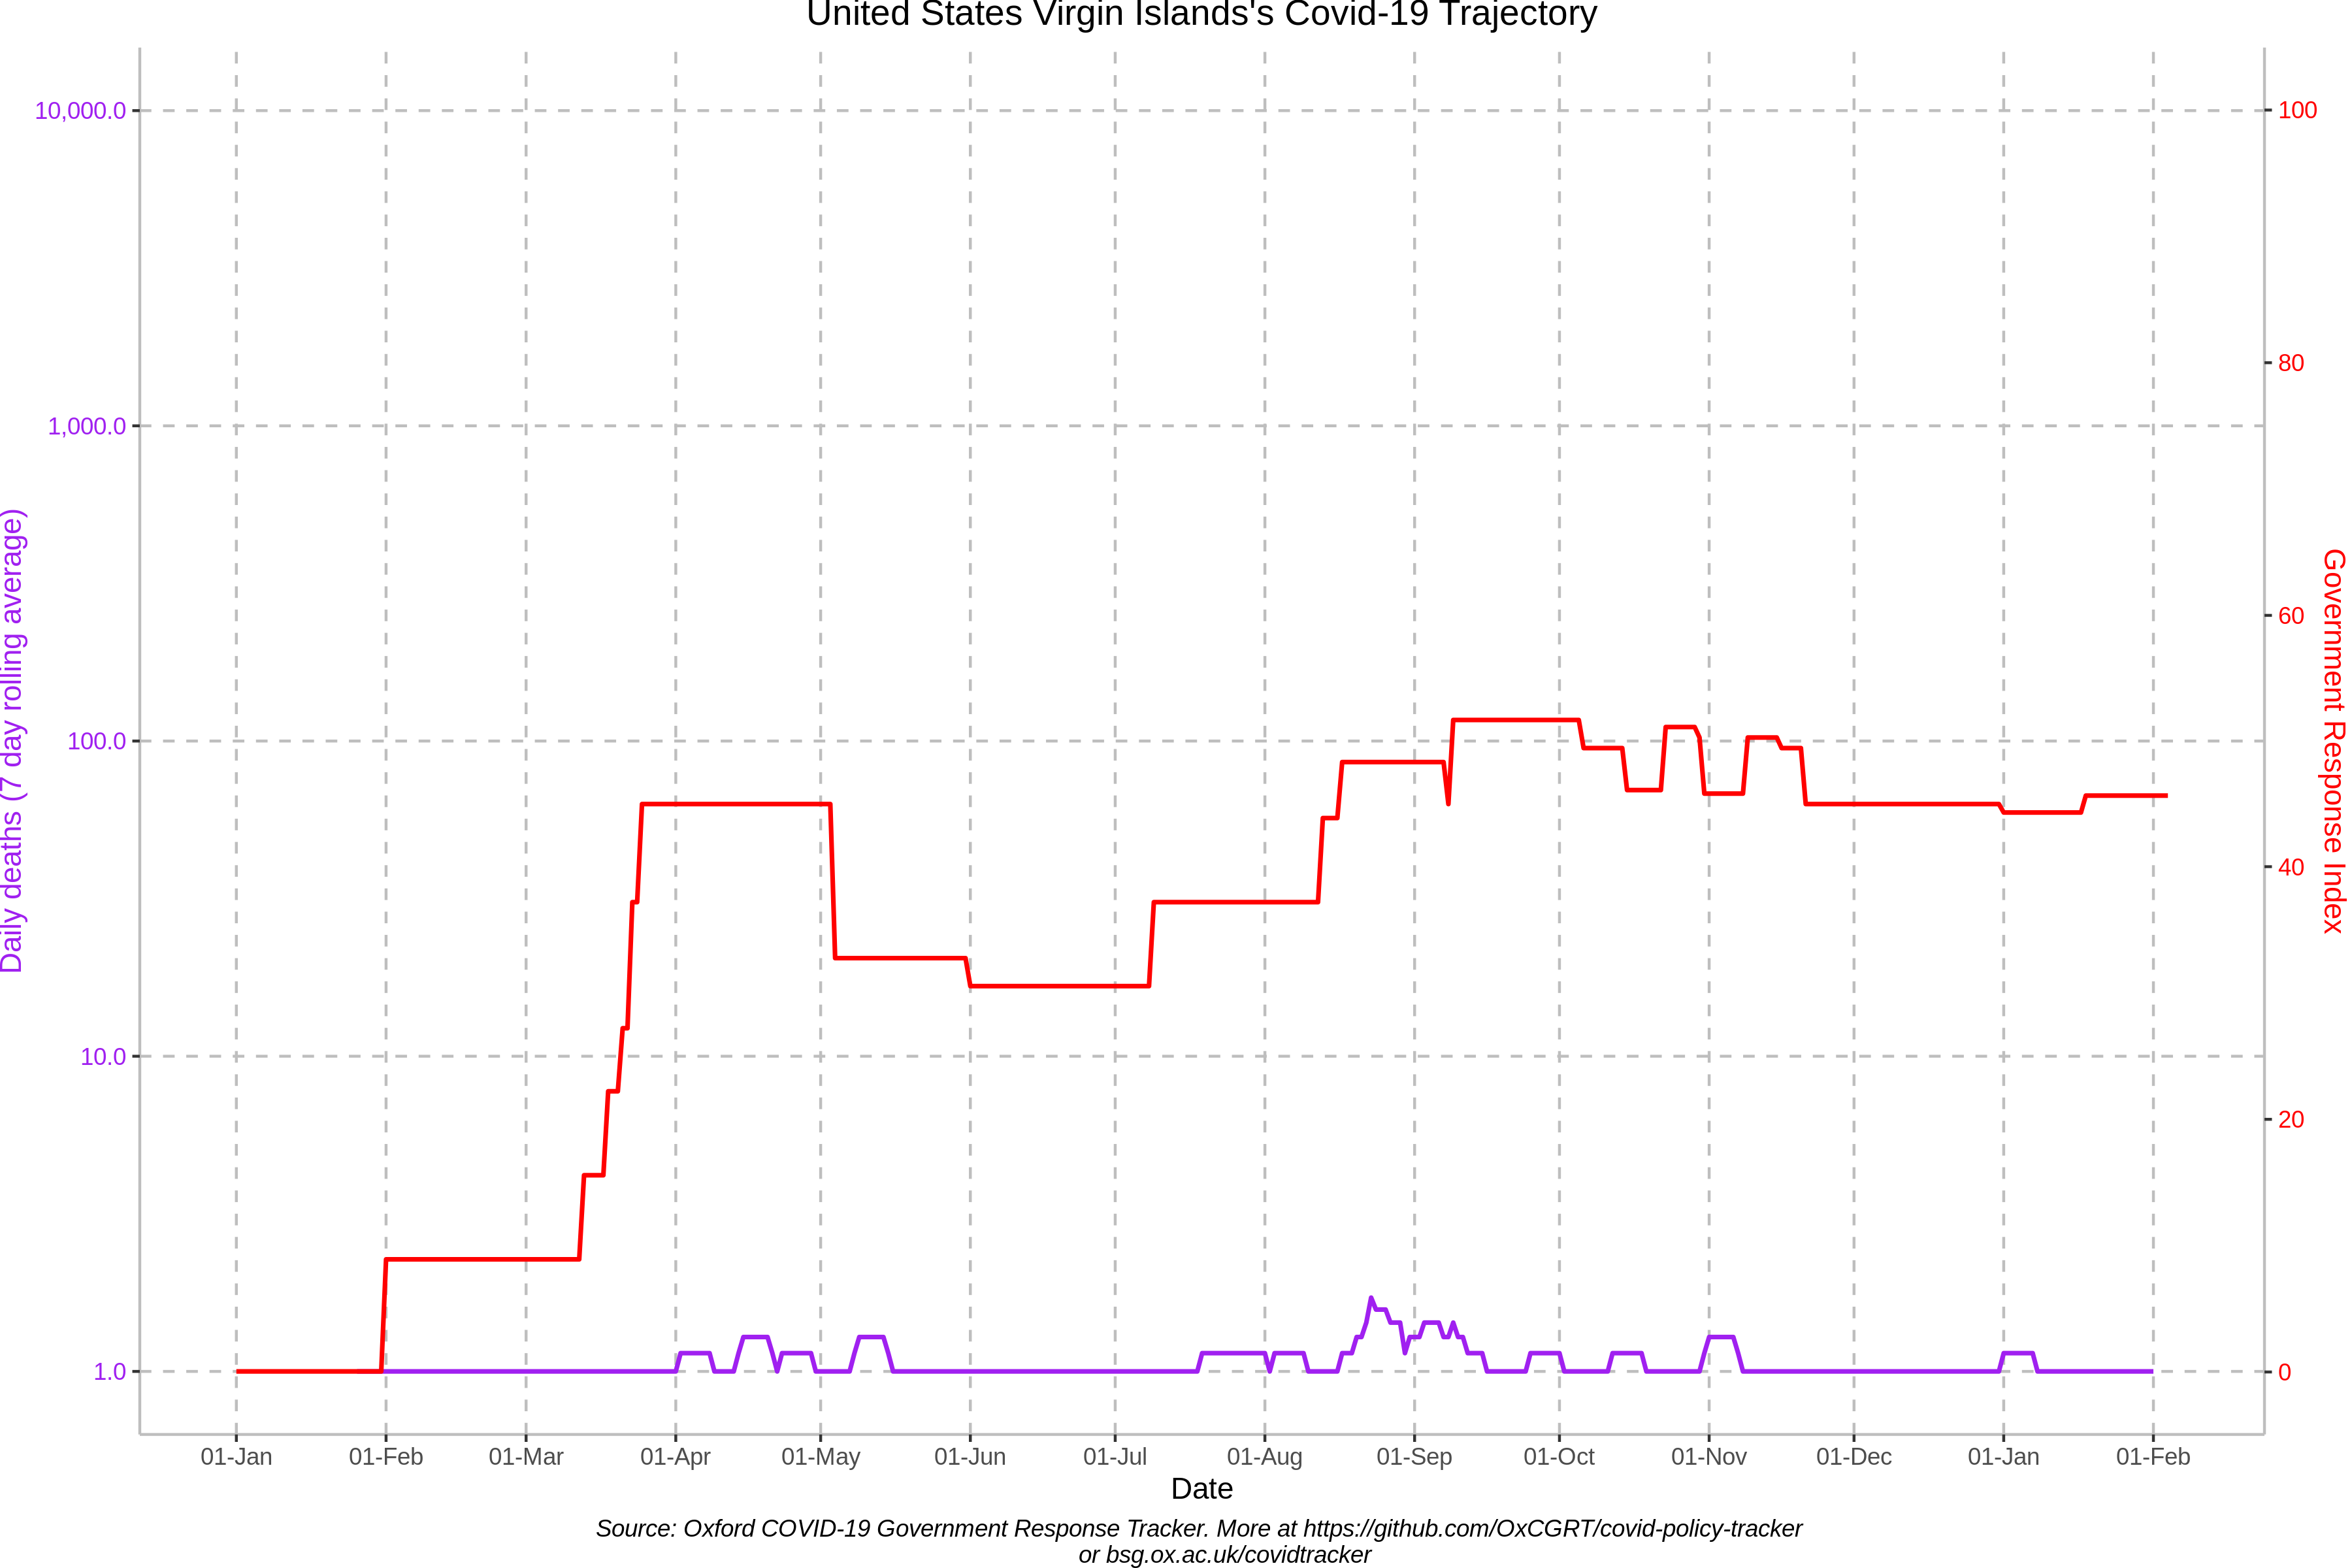 United States Virgin Islands's Covid-19 Trajectory
10,000.0
1,000.0
100.0
10.0
1.0
Daily deaths (7 day rolling average)
100
80
60
40
20
0
Government Response Index
01-Jan 01-Feb 01-Mar 01-Apr 01-May 01-Jun 01-Jul 01-Aug 01-Sep 01-Oct 01-Nov 01-Dec 01-Jan 01-Feb
Date
Source: Oxford COVID-19 Government Response Tracker. More at https://github.com/OxCGRT/covid-policy-tracker
or bsg.ox.ac.uk/covidtracker